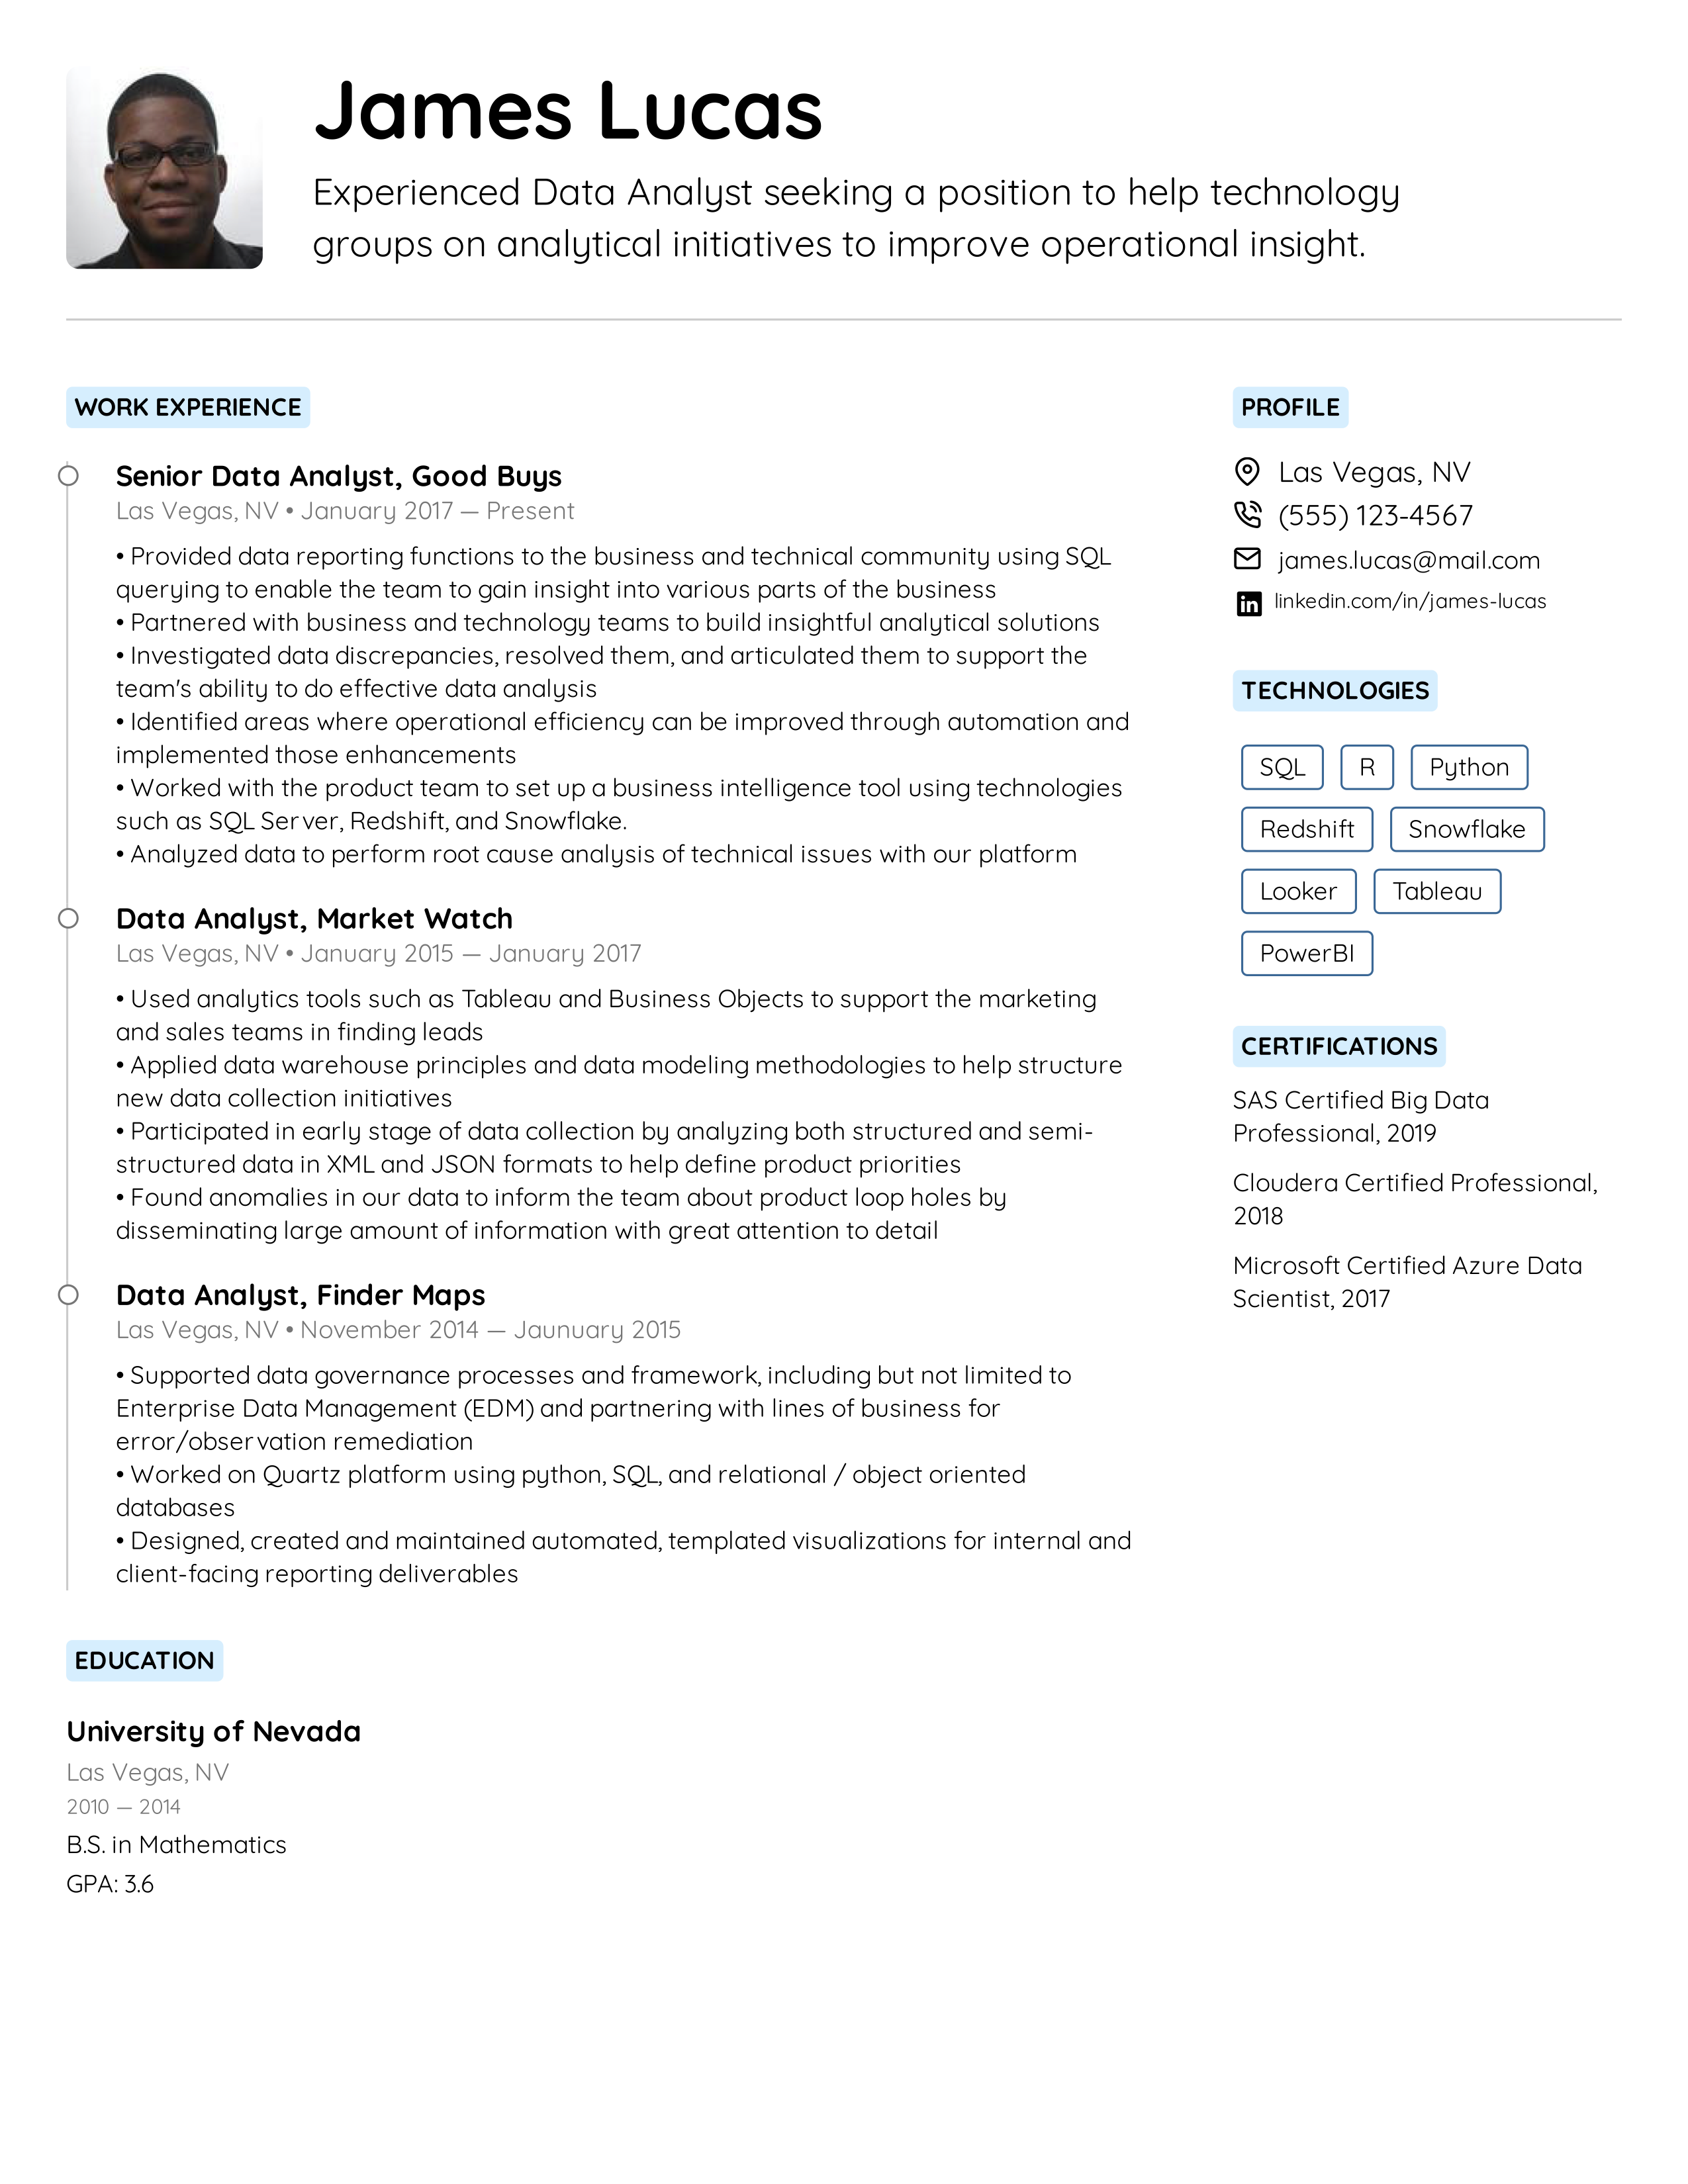 James Lucas
Experienced Data Analyst seeking a position to help technology
groups on analytical initiatives to improve operational insight.
WORK EXPERIENCE
Senior Data Analyst, Good Buys
Las Vegas, NV • January 2017 — Present
• Provided data reporting functions to the business and technical community using SQL
querying to enable the team to gain insight into various parts of the business
• Partnered with business and technology teams to build insightful analytical solutions
• Investigated data discrepancies, resolved them, and articulated them to support the
team's ability to do effective data analysis
• Identified areas where operational efficiency can be improved through automation and
implemented those enhancements
• Worked with the product team to set up a business intelligence tool using technologies
such as SQL Server, Redshift, and Snowflake.
• Analyzed data to perform root cause analysis of technical issues with our platform
Data Analyst, Market Watch
Las Vegas, NV • January 2015 — January 2017
• Used analytics tools such as Tableau and Business Objects to support the marketing
and sales teams in finding leads
• Applied data warehouse principles and data modeling methodologies to help structure
new data collection initiatives
• Participated in early stage of data collection by analyzing both structured and semi-
structured data in XML and JSON formats to help define product priorities
• Found anomalies in our data to inform the team about product loop holes by
disseminating large amount of information with great attention to detail
Data Analyst, Finder Maps
Las Vegas, NV • November 2014 — Jaunuary 2015
• Supported data governance processes and framework, including but not limited to
Enterprise Data Management (EDM) and partnering with lines of business for
error/observation remediation
• Worked on Quartz platform using python, SQL, and relational / object oriented
databases
• Designed, created and maintained automated, templated visualizations for internal and
client-facing reporting deliverables
EDUCATION
University of Nevada
Las Vegas, NV
2010 — 2014
B.S. in Mathematics
GPA: 3.6
PROFILE
Las Vegas, NV
(555) 123-4567
james.lucas@mail.com
linkedin.com/in/james-lucas
TECHNOLOGIES
SQL R Python
Redshift Snowflake
Looker Tableau
PowerBI
CERTIFICATIONS
SAS Certified Big Data
Professional, 2019
Cloudera Certified Professional,
2018
Microsoft Certified Azure Data
Scientist, 2017